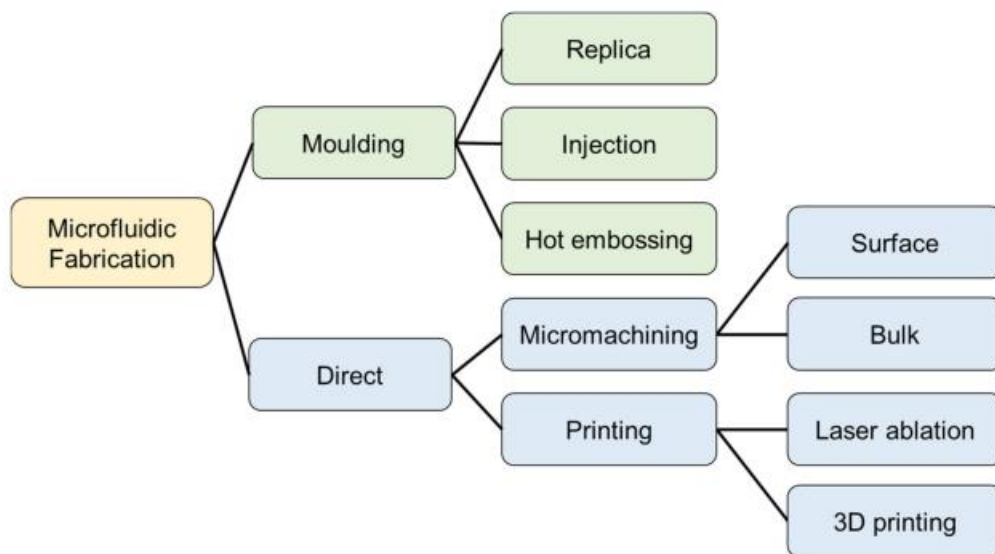 Replica
Moulding
Injection
Microfluidic
Fabrication
Hot embossing
Surface
Micromachining
Bulk
Direct
Printing
Laser ablation
3D printing